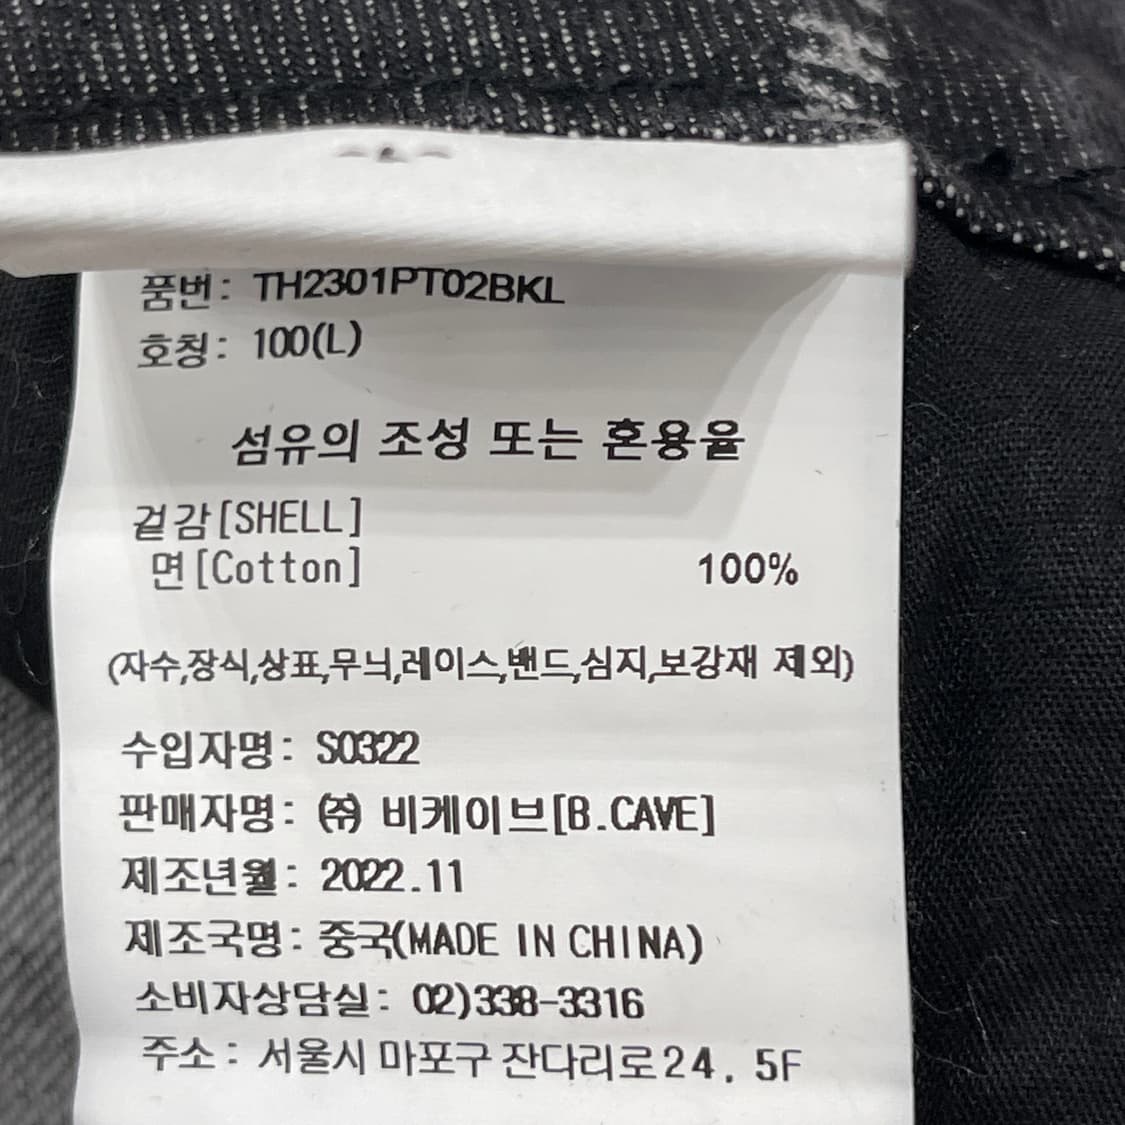 품번: TH2301PT02BKL
호칭: 100(L)
섬유의 조성 또는 혼용율
겉감[SHELL]
면[Cotton] 100%
(자수,장식,상표,무늬,레이스,밴드,심지,보강재 제외)
수입자명: S0322
판매자명: ㈜ 비케이브[B.CAVE]
제조년월: 2022.11
제조국명: 중국(MADE IN CHINA)
소비자상담실: 02)338-3316
주소: 서울시 마포구 잔다리로24, 5F